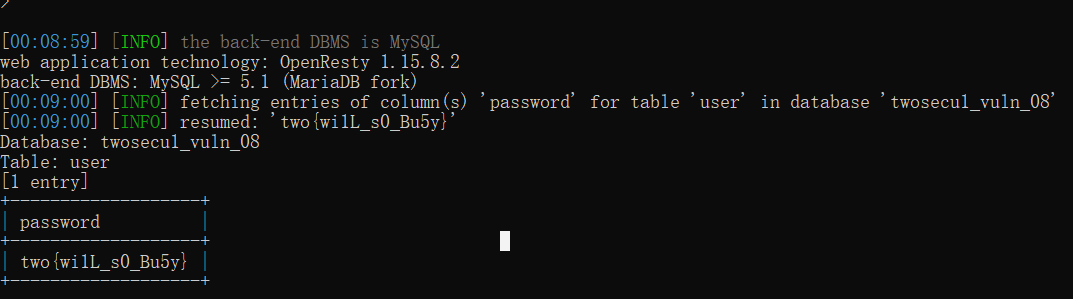 [00:08:59] [INFO] the back-end DBMS is MySQL
web application technology: OpenResty 1.15.8.2
back-end DBMS: MySQL >= 5.1 (MariaDB fork)
[00:09:00] [INFO] fetching entries of column(s) 'password' for table 'user' in database 'twosecu1_vuln_08'
[00:09:00] [INFO] resumed: 'two{wi1L_s0_Bu5y}'
Database: twosecu1_vuln_08
Table: user
[1 entry]
+-------------------+
| password          |
+-------------------+
| two{wi1L_s0_Bu5y} |
+-------------------+